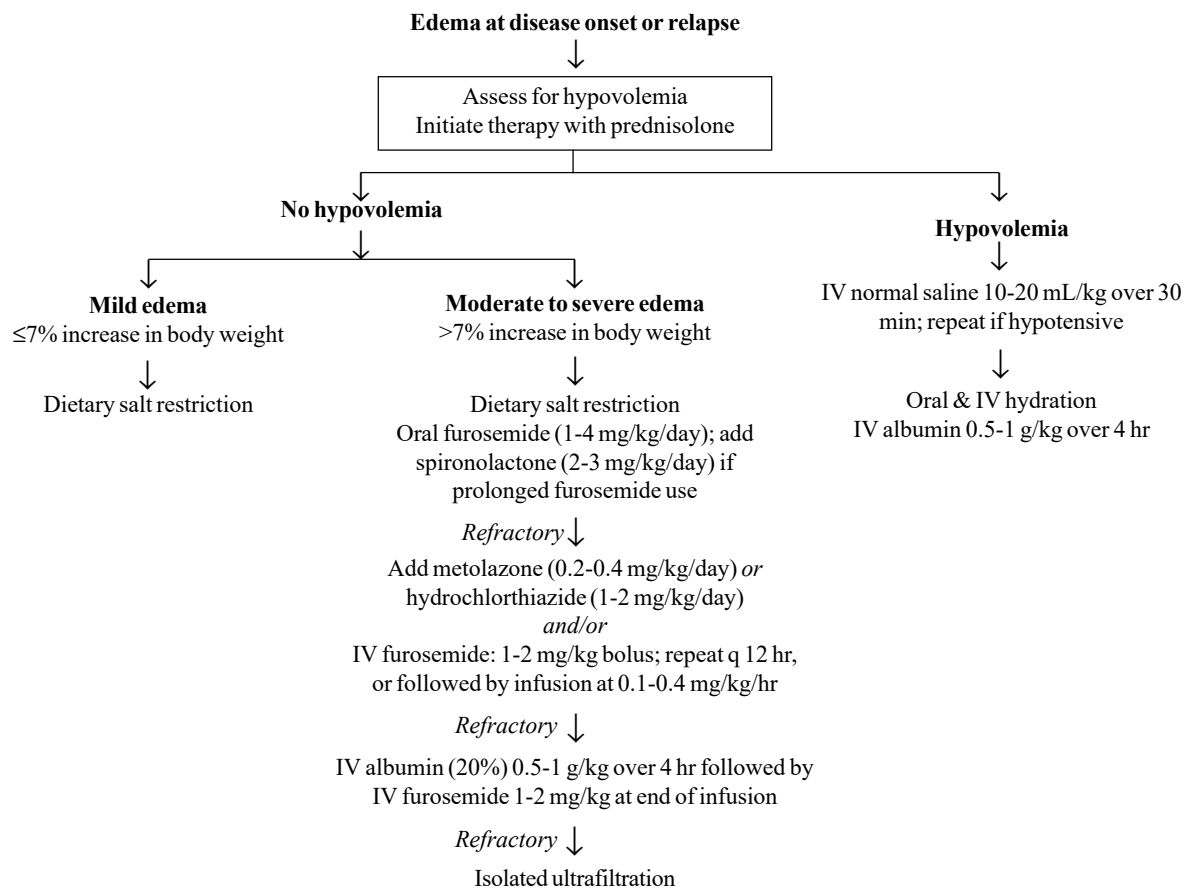 Edema at disease onset or relapse
Assess for hypovolemia
Initiate therapy with prednisolone
No hypovolemia
Hypovolemia
Mild edema
≤7% increase in body weight
Dietary salt restriction
Moderate to severe edema
>7% increase in body weight
Dietary salt restriction
Oral furosemide (1-4 mg/kg/day); add
spironolactone (2-3 mg/kg/day) if
prolonged furosemide use
Refractory
Add metolazone (0.2-0.4 mg/kg/day) or
hydrochlorthiazide (1-2 mg/kg/day)
and/or
IV furosemide: 1-2 mg/kg bolus; repeat q 12 hr,
or followed by infusion at 0.1-0.4 mg/kg/hr
Refractory
IV albumin (20%) 0.5-1 g/kg over 4 hr followed by
IV furosemide 1-2 mg/kg at end of infusion
Refractory
Isolated ultrafiltration
IV normal saline 10-20 mL/kg over 30
min; repeat if hypotensive
Oral & IV hydration
IV albumin 0.5-1 g/kg over 4 hr